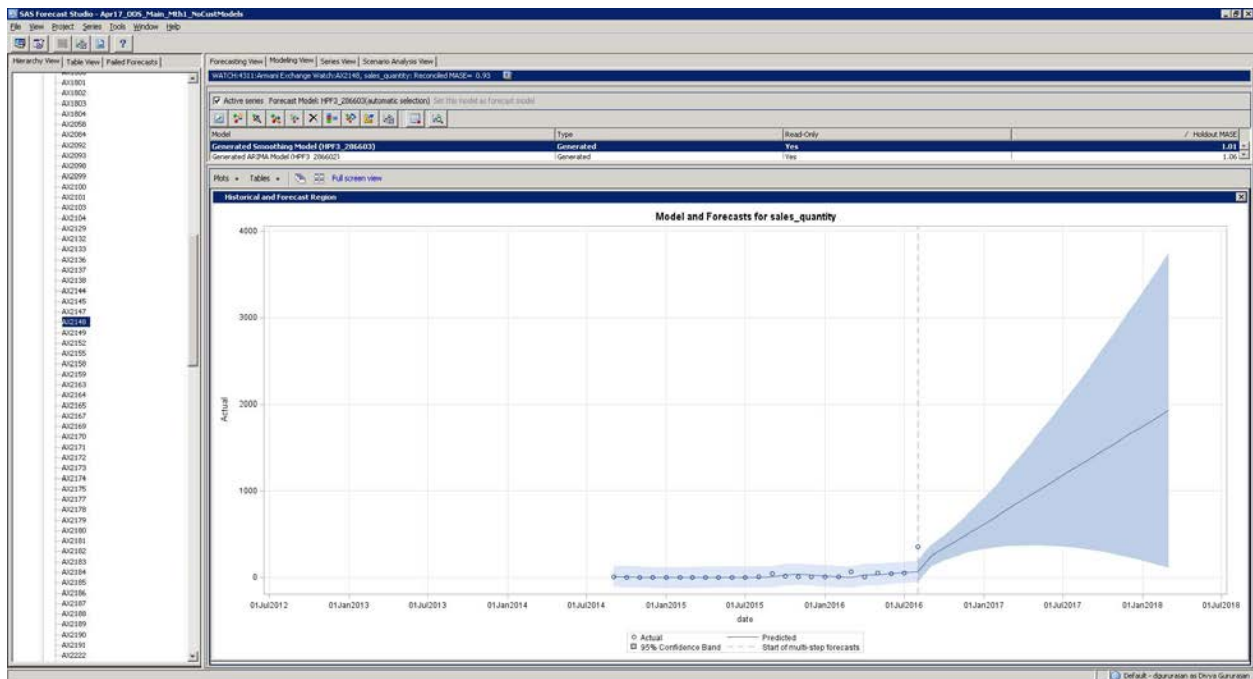 SAS Forecast Studio - Apr17_OOS_Main_Mth1_NoCustModels
File View Project Series Tools Window Help
Hierarchy View Table View Failed Forecasts
AX1801
AX1802
AX1803
AX1804
AX2058
AX2084
AX2092
AX2093
AX2098
AX2099
AX2100
AX2101
AX2103
AX2104
AX2129
AX2132
AX2133
AX2136
AX2137
AX2138
AX2144
AX2145
AX2147
AX2148
AX2149
AX2152
AX2155
AX2158
AX2159
AX2163
AX2164
AX2165
AX2167
AX2169
AX2170
AX2171
AX2172
AX2173
AX2174
AX2175
AX2177
AX2178
AX2179
AX2180
AX2181
AX2182
AX2183
AX2184
AX2185
AX2186
AX2187
AX2188
AX2189
AX2190
AX2191
AX2222
Forecasting View Modeling View Series View Scenario Analysis View
WATCH:4311:Armani Exchange Watch:AX2148, sales_quantity: Reconciled MASE= 0.93
Active series Forecast Model: HPF3_286603(automatic selection) Set this model as forecast model
Model Type Read-Only / Holdout MASE
Generated Smoothing Model (HPF3_286603) Generated Yes 1.01
Generated ARIMA Model (HPF3_286602) Generated Yes 1.06
Plots Tables Full screen view
Historical and Forecast Region
Model and Forecasts for sales_quantity
4000
3000
2000
1000
0
Actual
01Jul2012 01Jan2013 01Jul2013 01Jan2014 01Jul2014 01Jan2015 01Jul2015 01Jan2016 01Jul2016 01Jan2017 01Jul2017 01Jan2018 01Jul2018
date
Actual Predicted
95% Confidence Band Start of multi-step forecasts
Default - dgururajan as Divya Gururajan